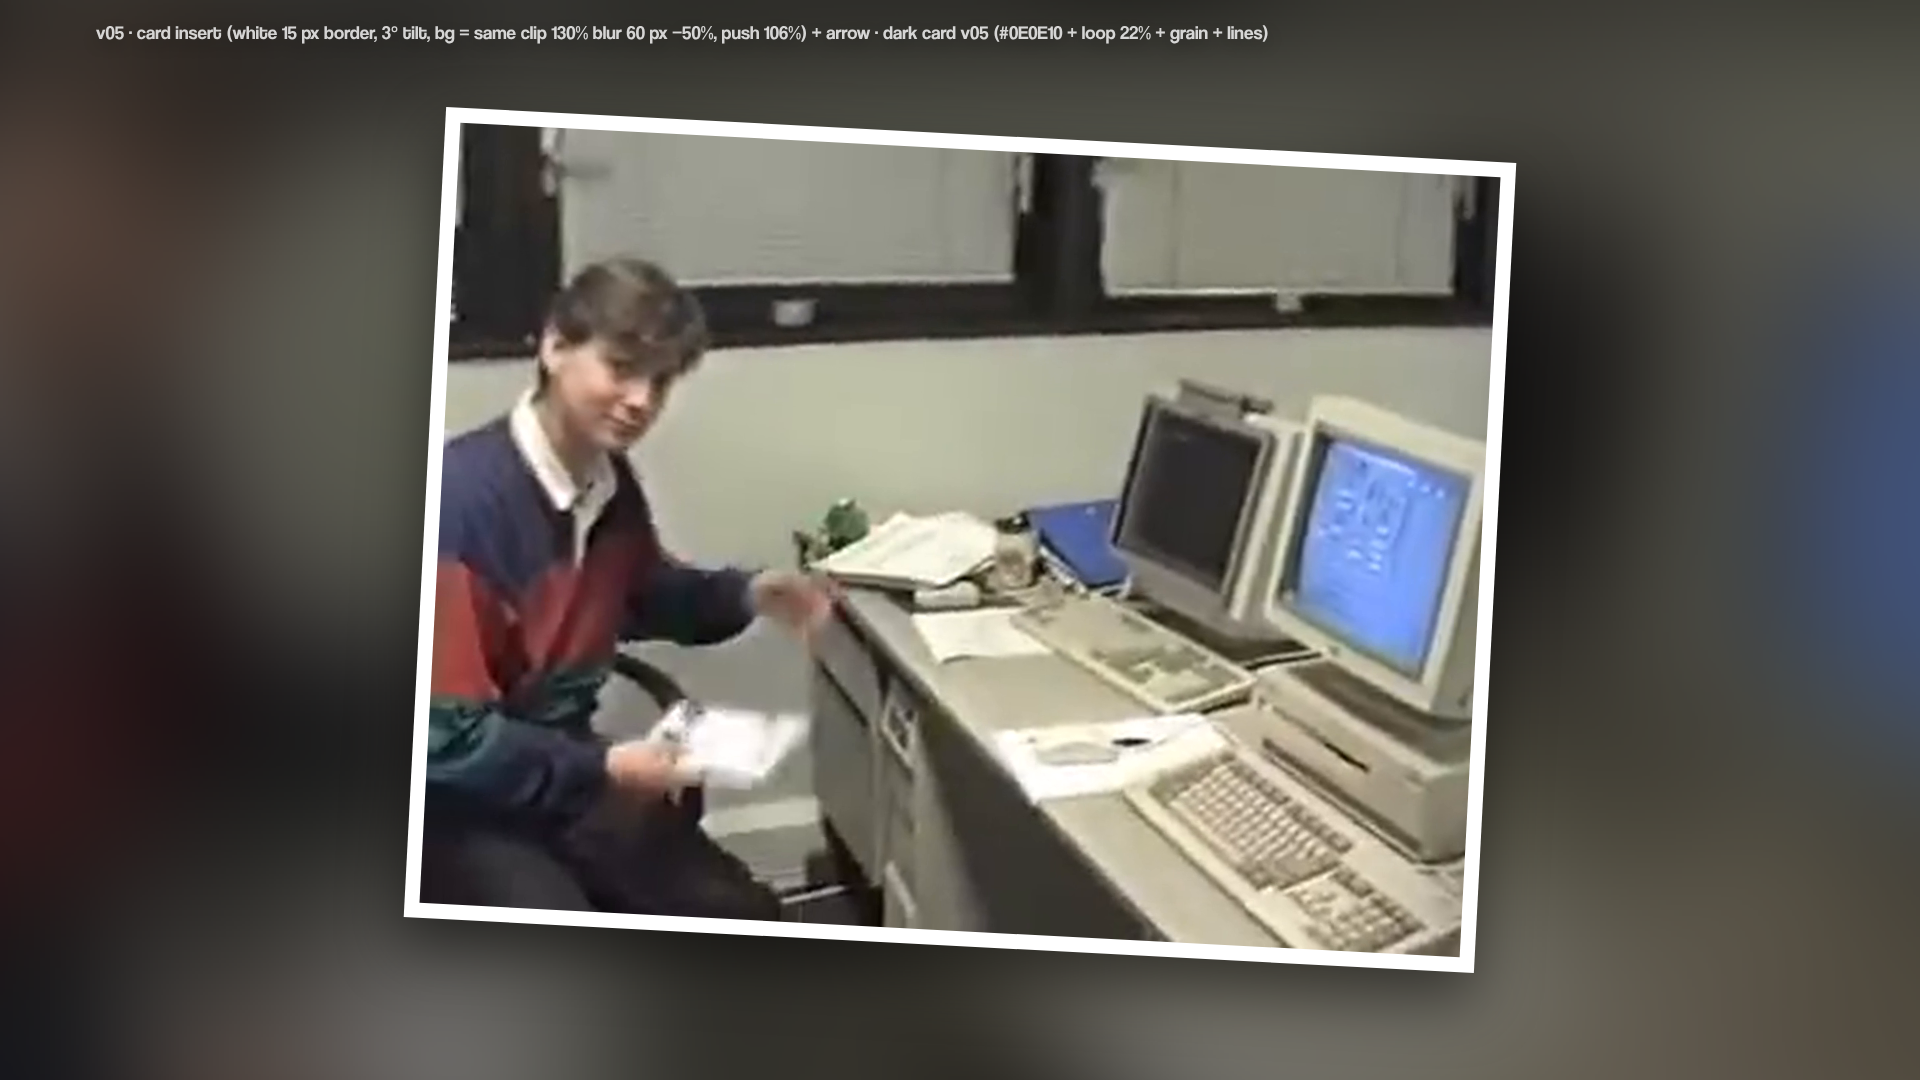 v05 · card insert (white 15 px border, 3° tilt, bg = same clip 130% blur 60 px −50%, push 106%) + arrow · dark card v05 (#0E0E10 + loop 22% + grain + lines)